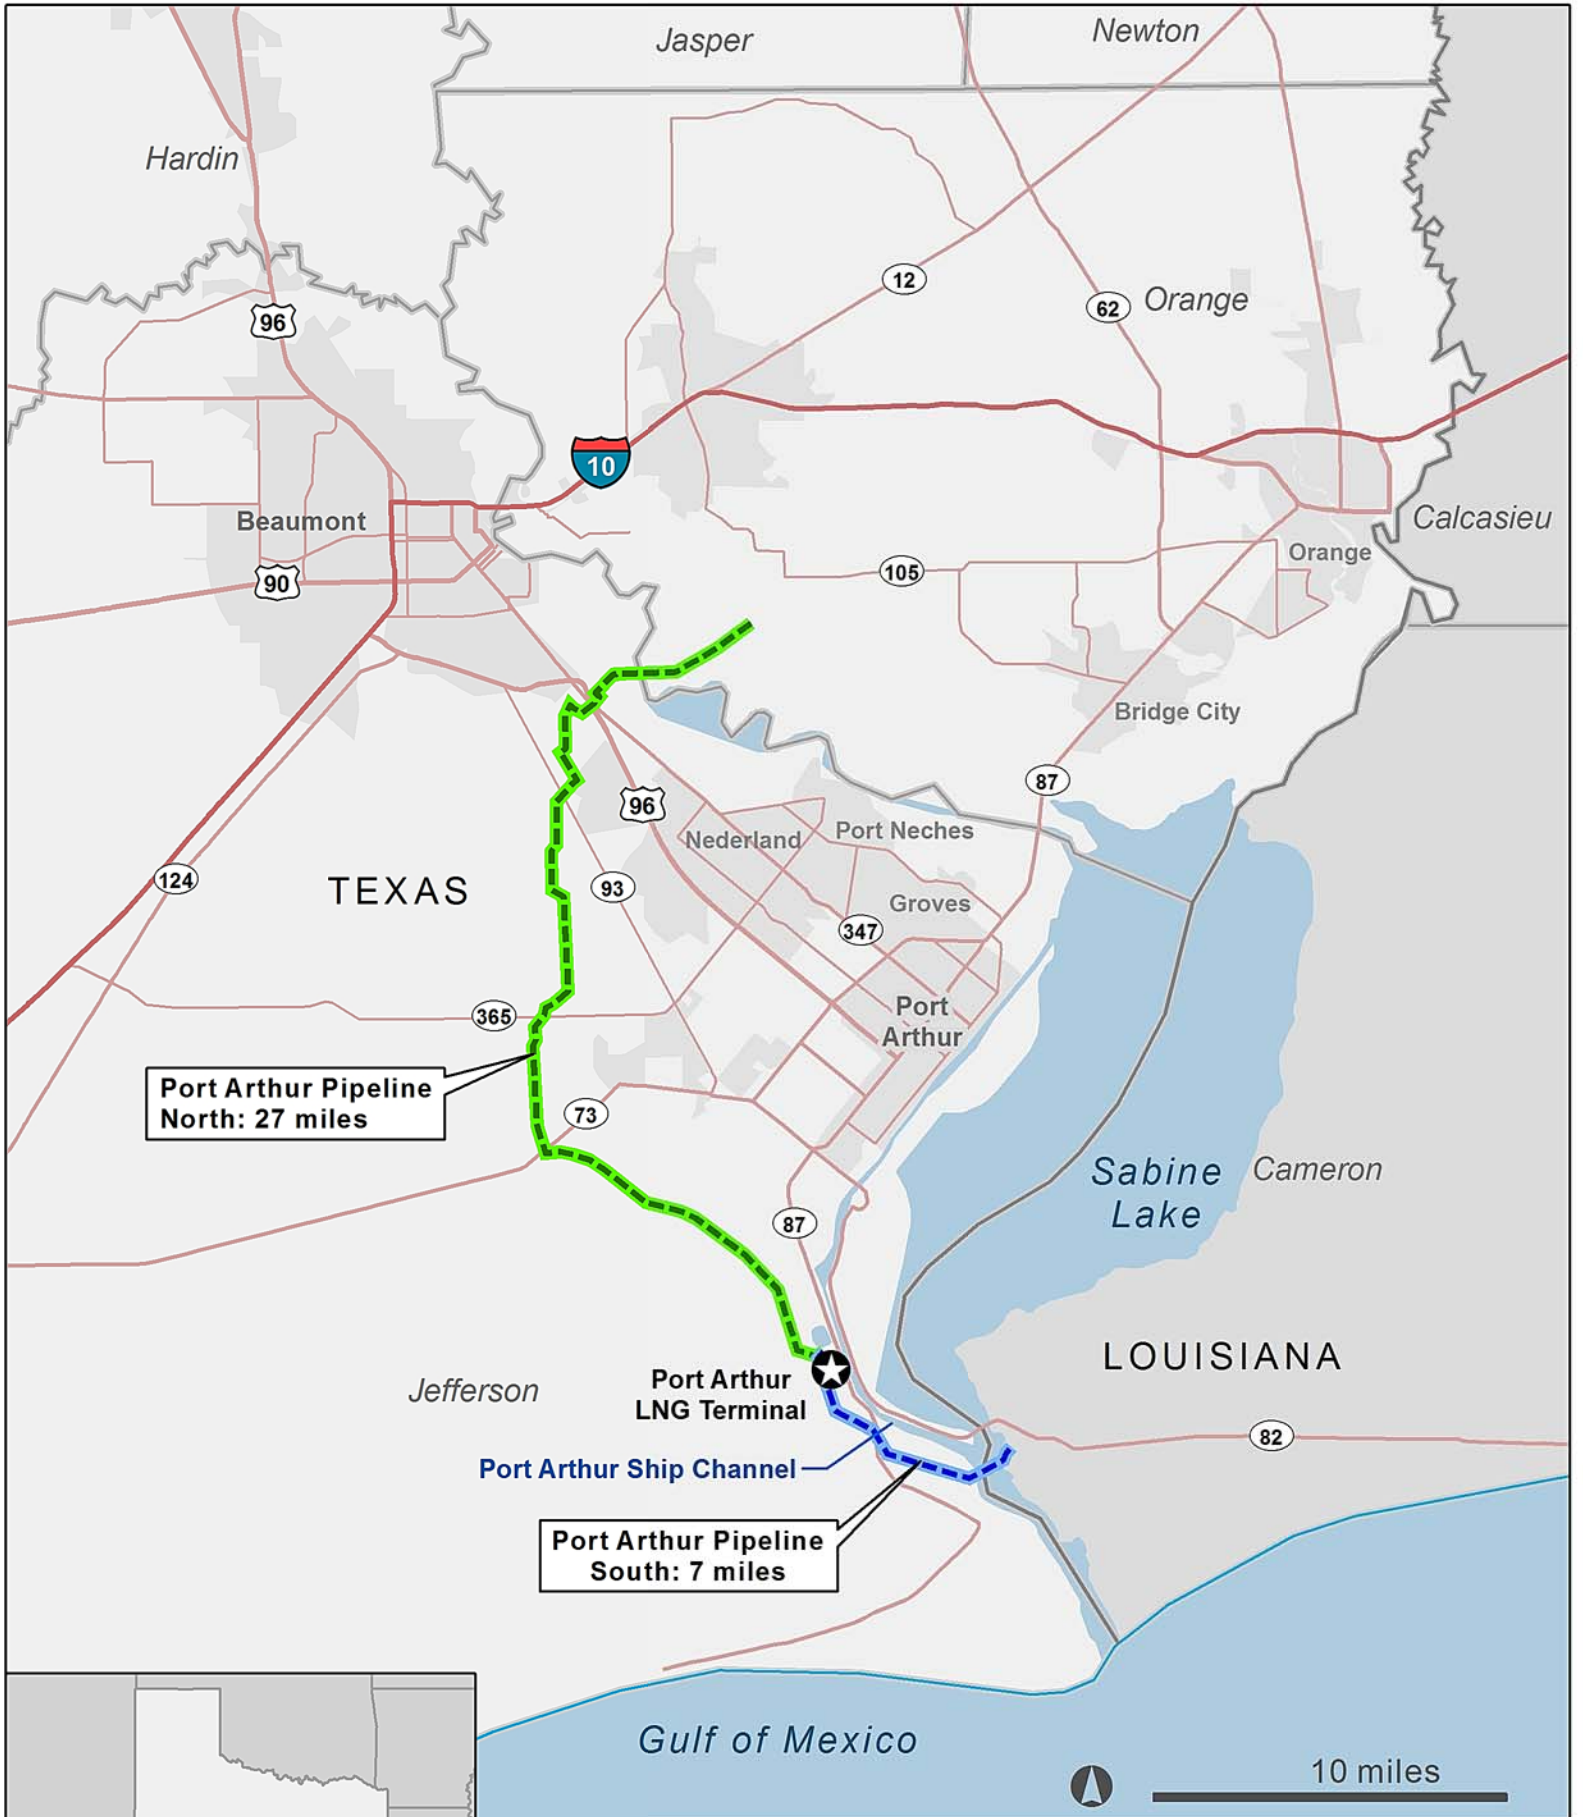 Jasper
Newton
Hardin
12
62
Orange
96
10
Beaumont
Calcasieu
Orange
90
105
Bridge City
87
96
Nederland
Port Neches
124
TEXAS
93
Groves
347
365
Port
Arthur
Port Arthur Pipeline
North: 27 miles
73
Sabine
Lake
Cameron
87
LOUISIANA
Jefferson
Port Arthur
LNG Terminal
82
Port Arthur Ship Channel
Port Arthur Pipeline
South: 7 miles
Gulf of Mexico
10 miles